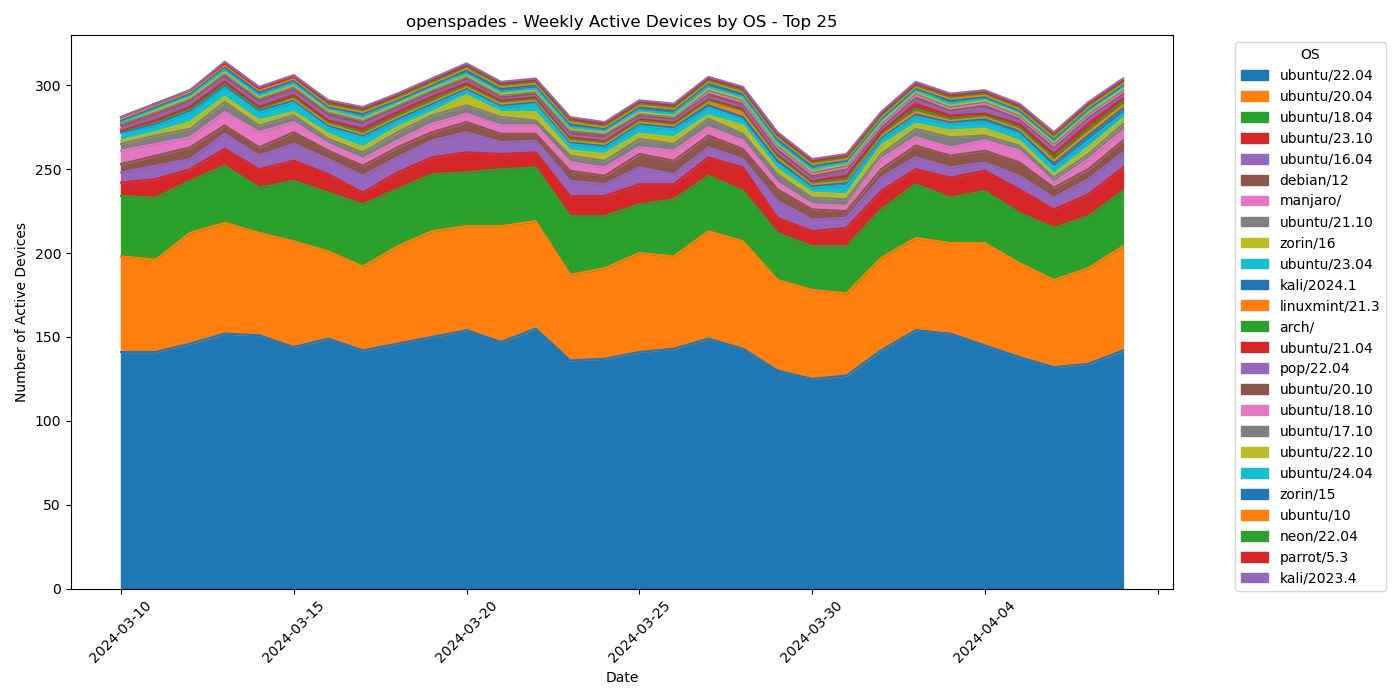 openspades - Weekly Active Devices by OS - Top 25
Number of Active Devices
300
250
200
150
100
50
0
2024-03-10
2024-03-15
2024-03-20
2024-03-25
2024-03-30
2024-04-04
Date
OS
ubuntu/22.04
ubuntu/20.04
ubuntu/18.04
ubuntu/23.10
ubuntu/16.04
debian/12
manjaro/
ubuntu/21.10
zorin/16
ubuntu/23.04
kali/2024.1
linuxmint/21.3
arch/
ubuntu/21.04
pop/22.04
ubuntu/20.10
ubuntu/18.10
ubuntu/17.10
ubuntu/22.10
ubuntu/24.04
zorin/15
ubuntu/10
neon/22.04
parrot/5.3
kali/2023.4